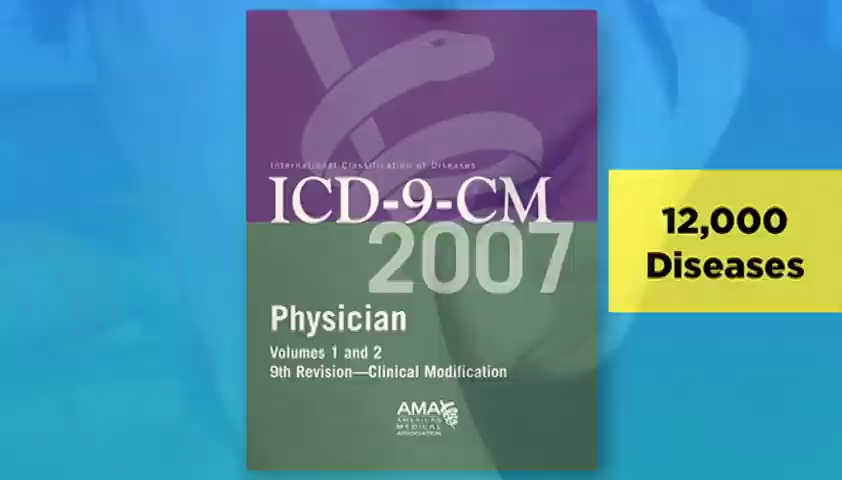 International Classification of Diseases
ICD-9-CM
2007
Physician
Volumes 1 and 2
9th Revision—Clinical Modification
AMA
AMERICAN
MEDICAL
ASSOCIATION
12,000
Diseases